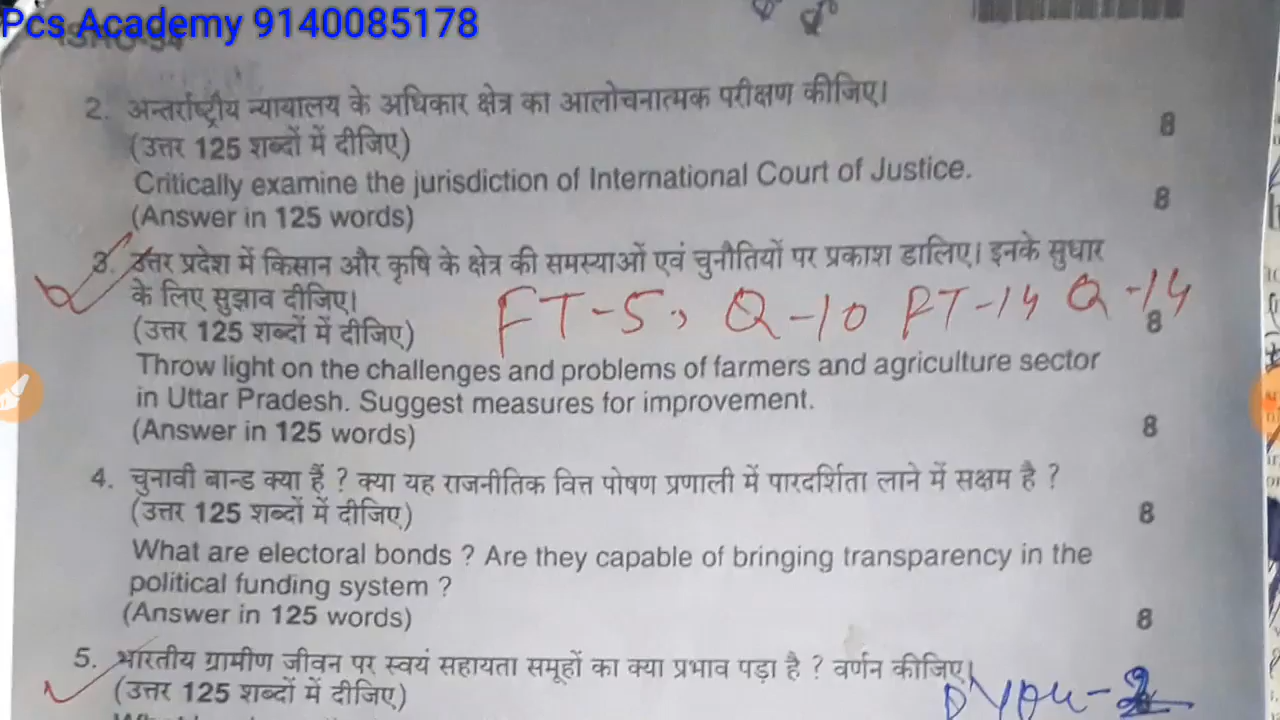 Pcs Academy 9140085178
2. अन्तर्राष्ट्रीय न्यायालय के अधिकार क्षेत्र का आलोचनात्मक परीक्षण कीजिए।
8
(उत्तर 125 शब्दों में दीजिए)
Critically examine the jurisdiction of International Court of Justice.
8
(Answer in 125 words)
3. उत्तर प्रदेश में किसान और कृषि के क्षेत्र की समस्याओं एवं चुनौतियों पर प्रकाश डालिए। इनके सुधार
के लिए सुझाव दीजिए।
FT-5, Q-10 RT-14 Q-14
(उत्तर 125 शब्दों में दीजिए)
8
Throw light on the challenges and problems of farmers and agriculture sector
in Uttar Pradesh. Suggest measures for improvement.
(Answer in 125 words)
8
4. चुनावी बान्ड क्या हैं ? क्या यह राजनीतिक वित्त पोषण प्रणाली में पारदर्शिता लाने में सक्षम है ?
(उत्तर 125 शब्दों में दीजिए)
8
What are electoral bonds ? Are they capable of bringing transparency in the
political funding system ?
(Answer in 125 words)
8
5. भारतीय ग्रामीण जीवन पर स्वयं सहायता समूहों का क्या प्रभाव पड़ा है ? वर्णन कीजिए।
(उत्तर 125 शब्दों में दीजिए)